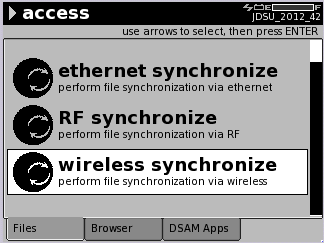 access
JDSU_2012_42
use arrows to select, then press ENTER
ethernet synchronize
perform file synchronization via ethernet
RF synchronize
perform file synchronization via RF
wireless synchronize
perform file synchronization via wireless
Files Browser DSAM Apps